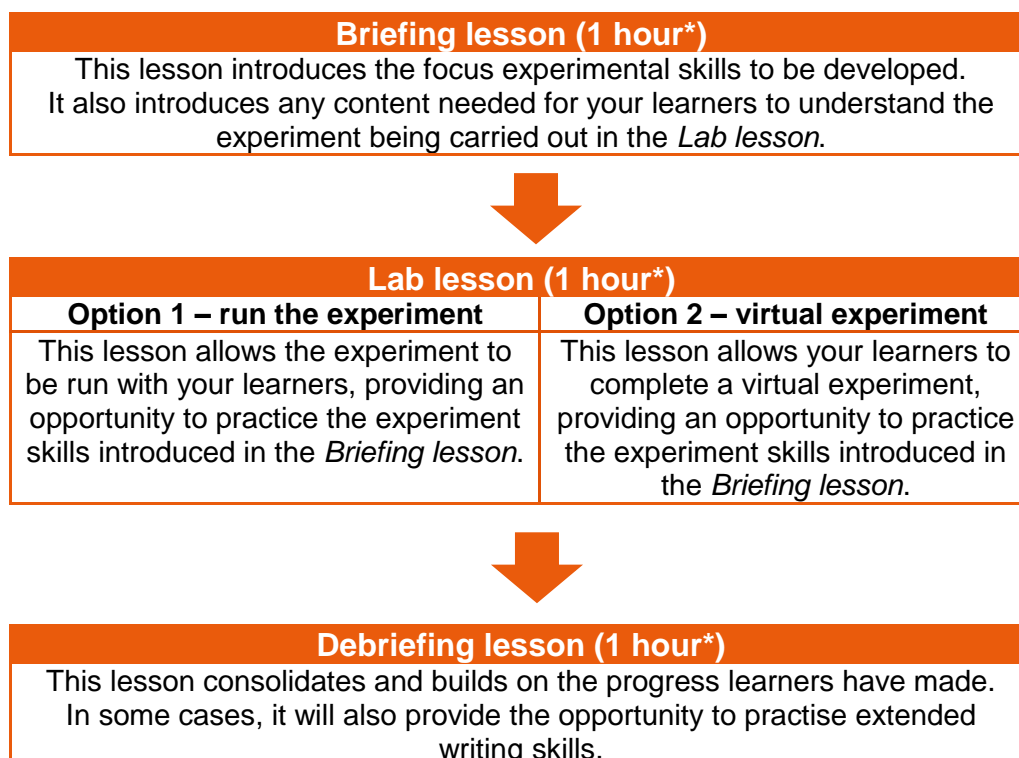 Briefing lesson (1 hour*)
This lesson introduces the focus experimental skills to be developed.
It also introduces any content needed for your learners to understand the
experiment being carried out in the Lab lesson.
Lab lesson (1 hour*)
Option 1 – run the experiment
This lesson allows the experiment to
be run with your learners, providing an
opportunity to practice the experiment
skills introduced in the Briefing lesson.
Option 2 – virtual experiment
This lesson allows your learners to
complete a virtual experiment,
providing an opportunity to practice
the experiment skills introduced in
the Briefing lesson.
Debriefing lesson (1 hour*)
This lesson consolidates and builds on the progress learners have made.
In some cases, it will also provide the opportunity to practise extended
writing skills.